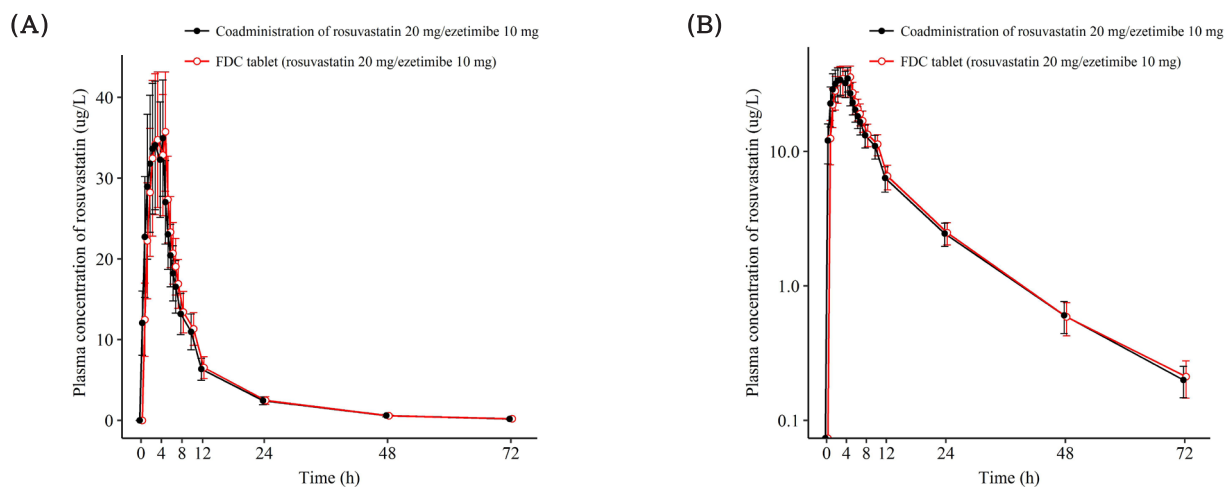 (A)
Coadministration of rosuvastatin 20 mg/ezetimibe 10 mg
FDC tablet (rosuvastatin 20 mg/ezetimibe 10 mg)
Plasma concentration of rosuvastatin (ug/L)
40
30
20
10
0
0 4 8 12 24 48 72
Time (h)
(B)
Coadministration of rosuvastatin 20 mg/ezetimibe 10 mg
FDC tablet (rosuvastatin 20 mg/ezetimibe 10 mg)
Plasma concentration of rosuvastatin (ug/L)
10.0
1.0
0.1
0 4 8 12 24 48 72
Time (h)